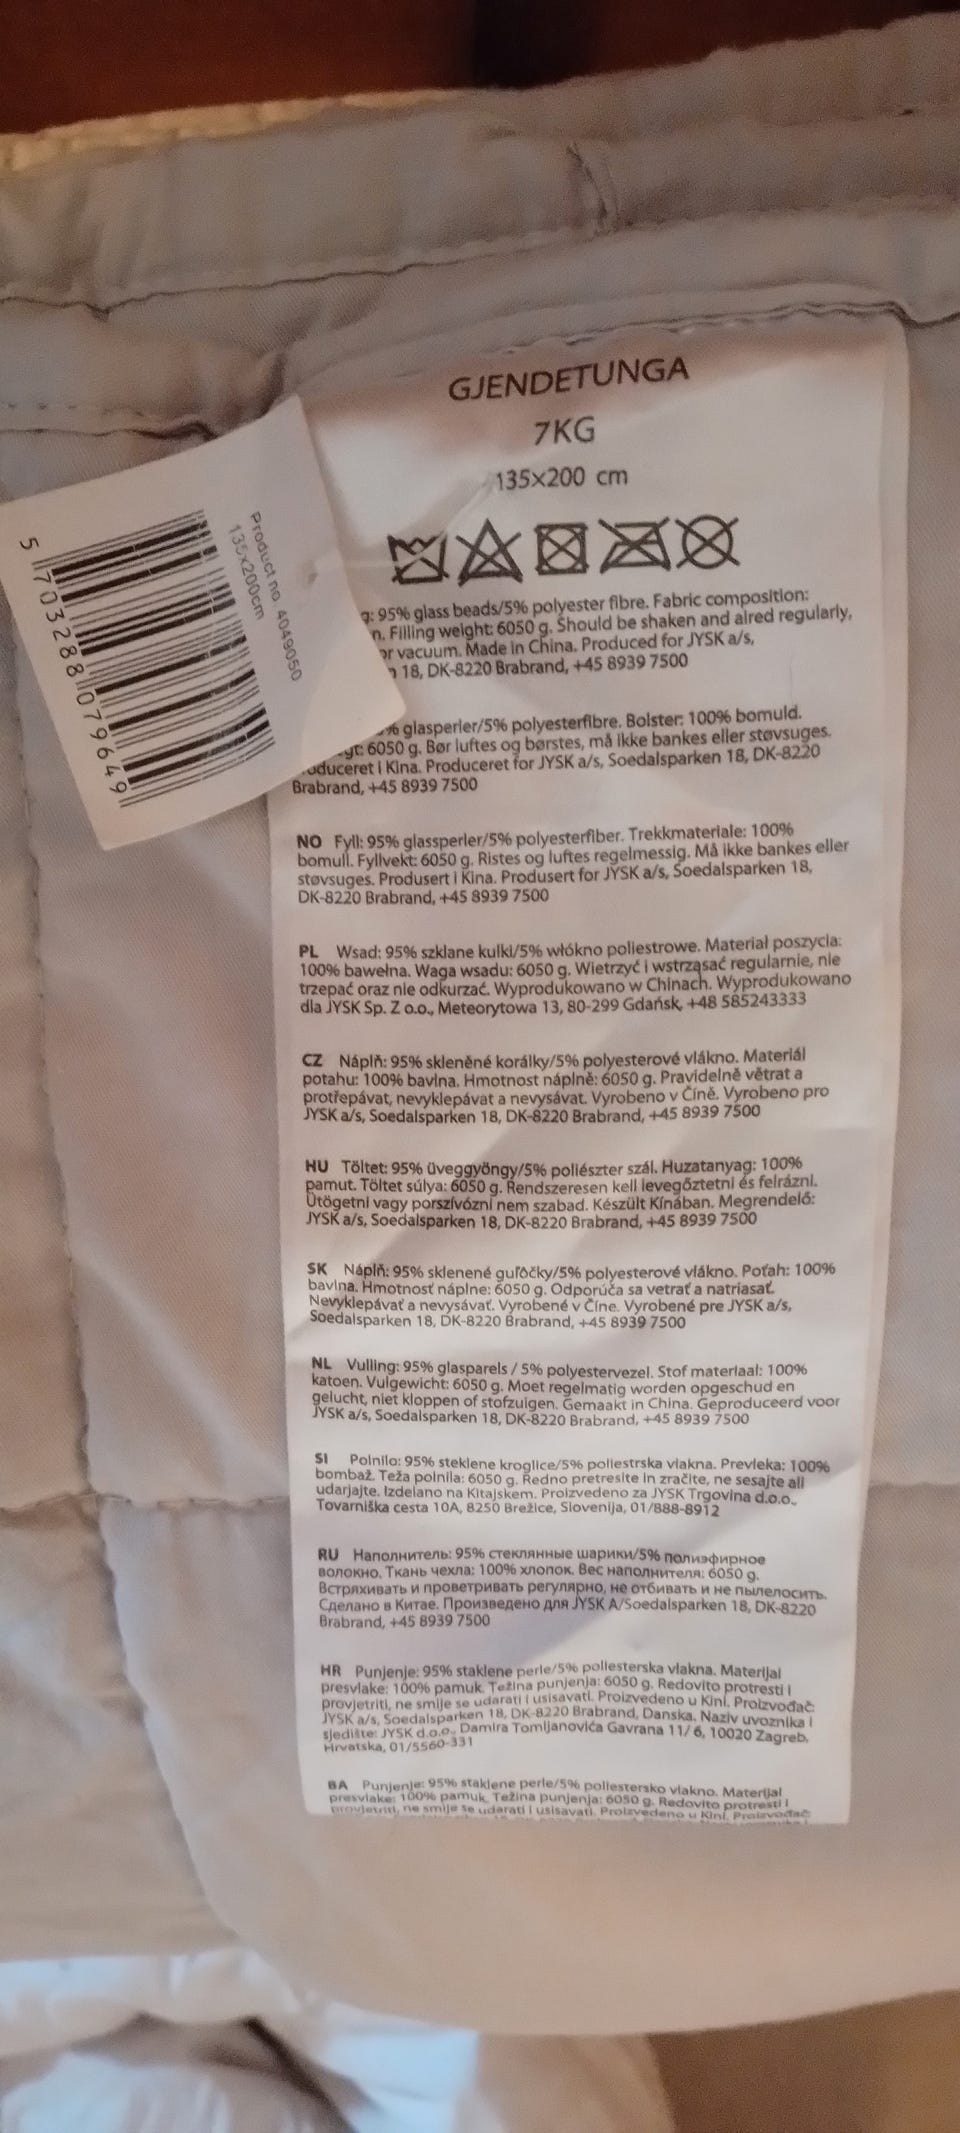 GJENDETUNGA
7KG
135×200 cm
Product no. 4049050
135x200cm
5 703288 079649
g: 95% glass beads/5% polyester fibre. Fabric composition:
n. Filling weight: 6050 g. Should be shaken and aired regularly,
or vacuum. Made in China. Produced for JYSK a/s,
18, DK-8220 Brabrand, +45 8939 7500
% glasperler/5% polyesterfibre. Bolster: 100% bomuld.
gt: 6050 g. Bør luftes og børstes, må ikke bankes eller støvsuges.
oduceret i Kina. Produceret for JYSK a/s, Soedalsparken 18, DK-8220
Brabrand, +45 8939 7500
NO Fyll: 95% glassperler/5% polyesterfiber. Trekkmateriale: 100%
bomull. Fyllvekt: 6050 g. Ristes og luftes regelmessig. Må ikke bankes eller
støvsuges. Produsert i Kina. Produsert for JYSK a/s, Soedalsparken 18,
DK-8220 Brabrand, +45 8939 7500
PL Wsad: 95% szklane kulki/5% włókno poliestrowe. Materiał poszycia:
100% bawełna. Waga wsadu: 6050 g. Wietrzyć i wstrząsać regularnie, nie
trzepać oraz nie odkurzać. Wyprodukowano w Chinach. Wyprodukowano
dla JYSK Sp. Z o.o., Meteorytowa 13, 80-299 Gdańsk, +48 585243333
CZ Náplň: 95% skleněné korálky/5% polyesterové vlákno. Materiál
potahu: 100% bavlna. Hmotnost náplně: 6050 g. Pravidelně větrat a
protřepávat, nevyklepávat a nevysávat. Vyrobeno v Číně. Vyrobeno pro
JYSK a/s, Soedalsparken 18, DK-8220 Brabrand, +45 8939 7500
HU Töltet: 95% üveggyöngy/5% poliészter szál. Huzatanyag: 100%
pamut. Töltet súlya: 6050 g. Rendszeresen kell levegőztetni és felrázni.
Ütögetni vagy porszívózni nem szabad. Készült Kínában. Megrendelő:
JYSK a/s, Soedalsparken 18, DK-8220 Brabrand, +45 8939 7500
SK Náplň: 95% sklenené guľôčky/5% polyesterové vlákno. Poťah: 100%
bavlna. Hmotnosť náplne: 6050 g. Odporúča sa vetrať a natriasať.
Nevyklepávať a nevysávať. Vyrobené v Číne. Vyrobené pre JYSK a/s,
Soedalsparken 18, DK-8220 Brabrand, +45 8939 7500
NL Vulling: 95% glasparels / 5% polyestervezel. Stof materiaal: 100%
katoen. Vulgewicht: 6050 g. Moet regelmatig worden opgeschud en
gelucht, niet kloppen of stofzuigen. Gemaakt in China. Geproduceerd voor
JYSK a/s, Soedalsparken 18, DK-8220 Brabrand, +45 8939 7500
SI Polnilo: 95% steklene kroglice/5% poliestrska vlakna. Prevleka: 100%
bombaž. Teža polnila: 6050 g. Redno pretresite in zračite, ne sesajte ali
udarjajte. Izdelano na Kitajskem. Proizvedeno za JYSK Trgovina d.o.o.,
Tovarniška cesta 10A, 8250 Brežice, Slovenija, 01/888-8912
RU Наполнитель: 95% стеклянные шарики/5% полиэфирное
волокно. Ткань чехла: 100% хлопок. Вес наполнителя: 6050 g.
Встряхивать и проветривать регулярно, не отбивать и не пылелосить.
Сделано в Китае. Произведено для JYSK A/Soedalsparken 18, DK-8220
Brabrand, +45 8939 7500
HR Punjenje: 95% staklene perle/5% poliesterska vlakna. Materijal
presvlake: 100% pamuk. Težina punjenja: 6050 g. Redovito protresti i
provjetriti, ne smije se udarati i usisavati. Proizvedeno u Kini. Proizvođač:
JYSK a/s, Soedalsparken 18, DK-8220 Brabrand, Danska. Naziv uvoznika i
sjedište: JYSK d.o.o., Damira Tomljanovića Gavrana 11/ 6, 10020 Zagreb,
Hrvatska, 01/5560-331
BA Punjenje: 95% staklene perle/5% poliestersko vlakno. Materijal
presvlake: 100% pamuk. Težina punjenja: 6050 g. Redovito protresti i
provjetriti, ne smije se udarati i usisavati. Proizvedeno u Kini. Proizvođač: